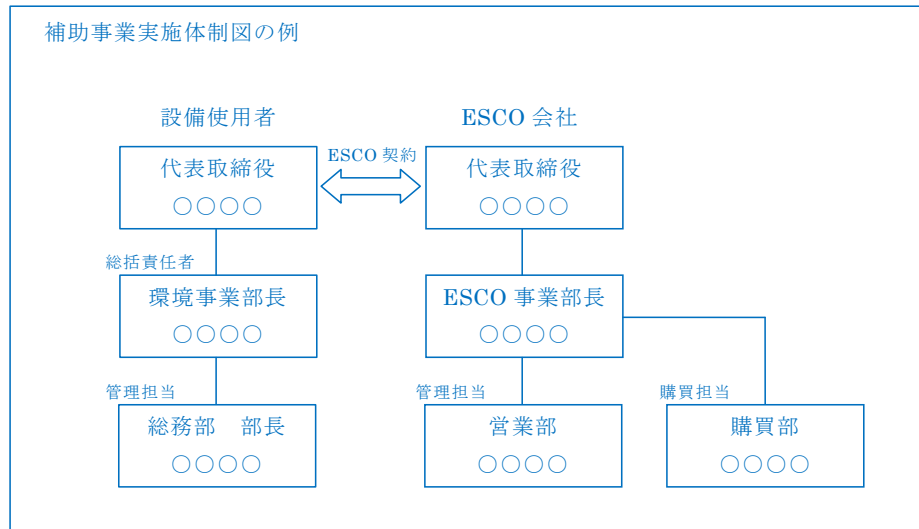 補助事業実施体制図の例
設備使用者
ESCO 会社
代表取締役
○○○○
ESCO 契約
代表取締役
○○○○
総括責任者
環境事業部長
○○○○
ESCO 事業部長
○○○○
管理担当
総務部　部長
○○○○
管理担当
営業部
○○○○
購買担当
購買部
○○○○